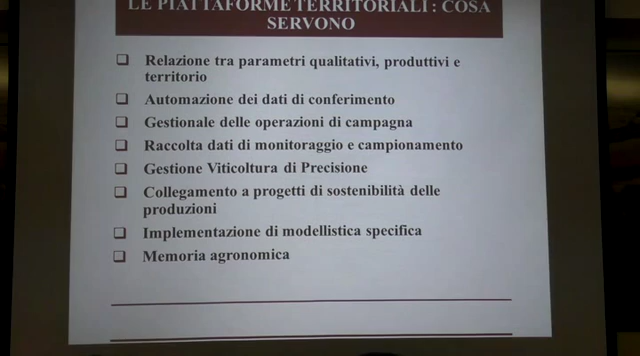 LE PIATTAFORME TERRITORIALI : COSA
SERVONO
Relazione tra parametri qualitativi, produttivi e
territorio
Automazione dei dati di conferimento
Gestionale delle operazioni di campagna
Raccolta dati di monitoraggio e campionamento
Gestione Viticoltura di Precisione
Collegamento a progetti di sostenibilità delle
produzioni
Implementazione di modellistica specifica
Memoria agronomica